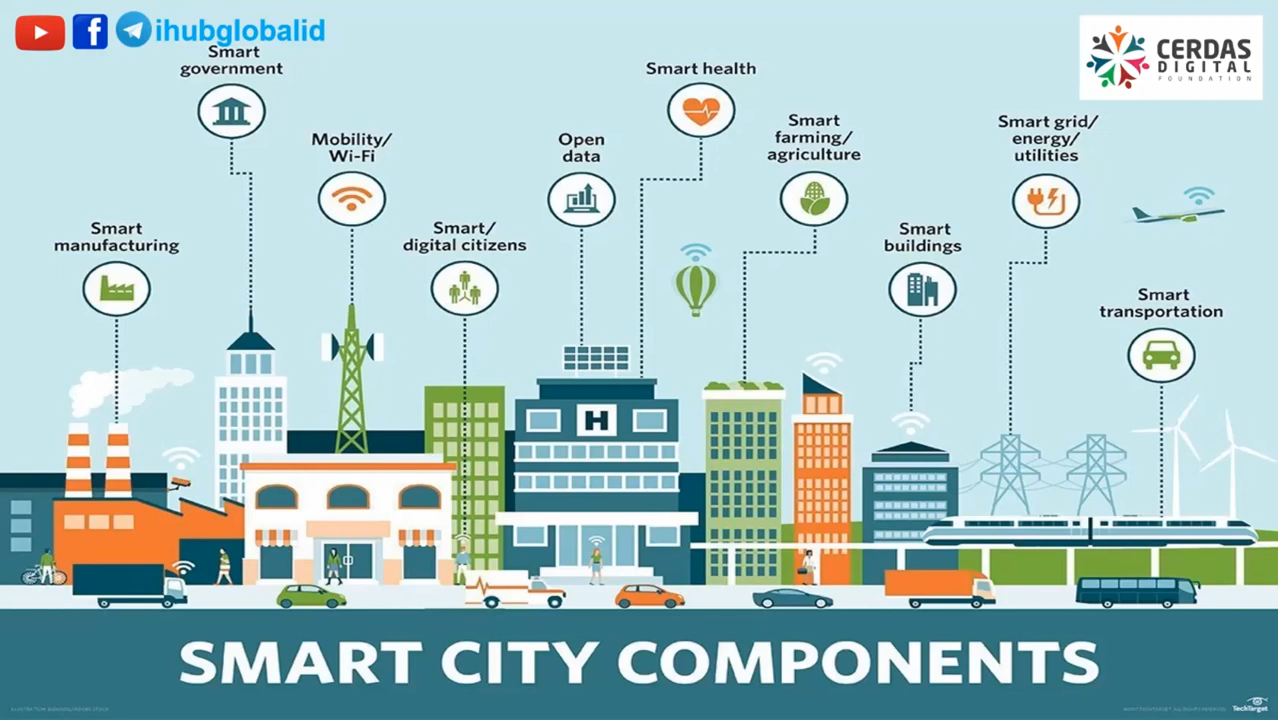 ihubglobalid
CERDAS
DIGITAL
FOUNDATION
Smart
government
Smart health
Mobility/
Wi-Fi
Open
data
Smart
farming/
agriculture
Smart grid/
energy/
utilities
Smart
manufacturing
Smart/
digital citizens
Smart
buildings
Smart
transportation
H
SMART CITY COMPONENTS
TechTarget